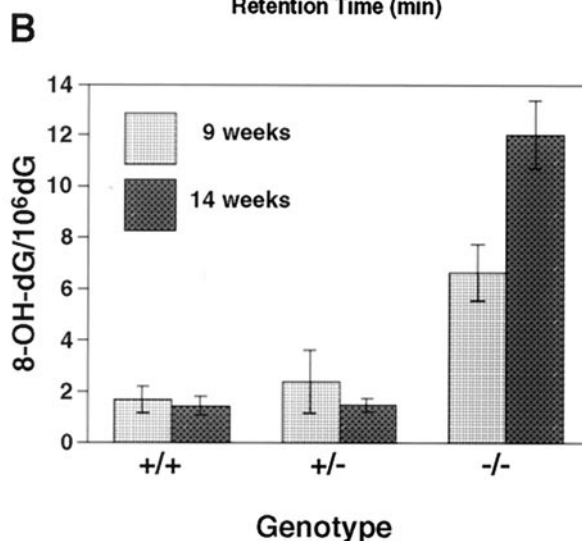 Retention Time (min)
B
14
12
10
8
6
4
2
0
8-OH-dG/10⁶dG
9 weeks
14 weeks
+/+ +/- -/-
Genotype